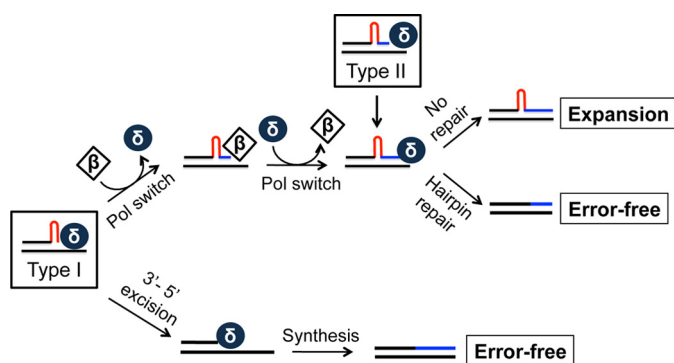 δ
Type II
β
δ
Pol switch
β
δ
β
Pol switch
δ
No
repair
Expansion
Hairpin
repair
Error-free
δ
Type I
3'- 5'
excision
δ
Synthesis
Error-free